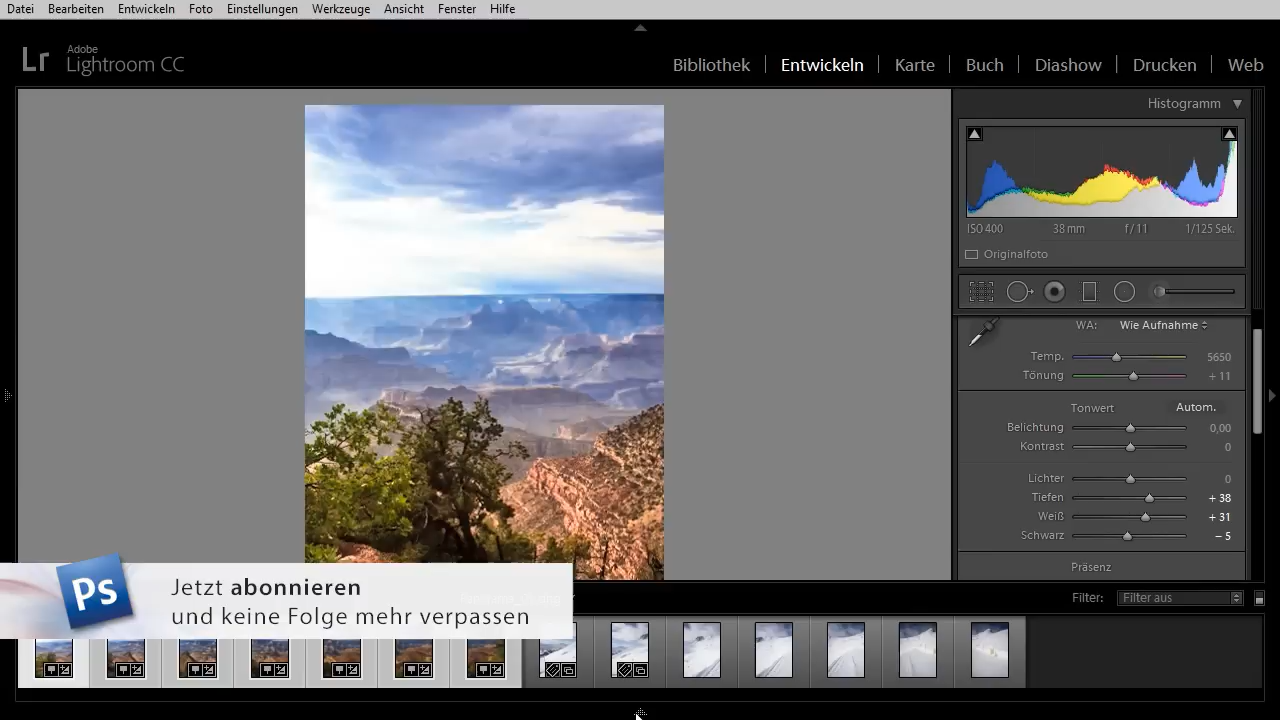 Datei Bearbeiten Entwickeln Foto Einstellungen Werkzeuge Ansicht Fenster Hilfe
Lr Adobe Lightroom CC
Bibliothek Entwickeln Karte Buch Diashow Drucken Web
Histogramm
ISO 400 38 mm f / 11 1/125 Sek.
Originalfoto
WA: Wie Aufnahme
Temp. 5650
Tönung + 11
Tonwert Autom.
Belichtung 0,00
Kontrast 0
Lichter 0
Tiefen + 38
Weiß + 31
Schwarz – 5
Präsenz
Filter: Filter aus
Ps
Jetzt abonnieren
und keine Folge mehr verpassen